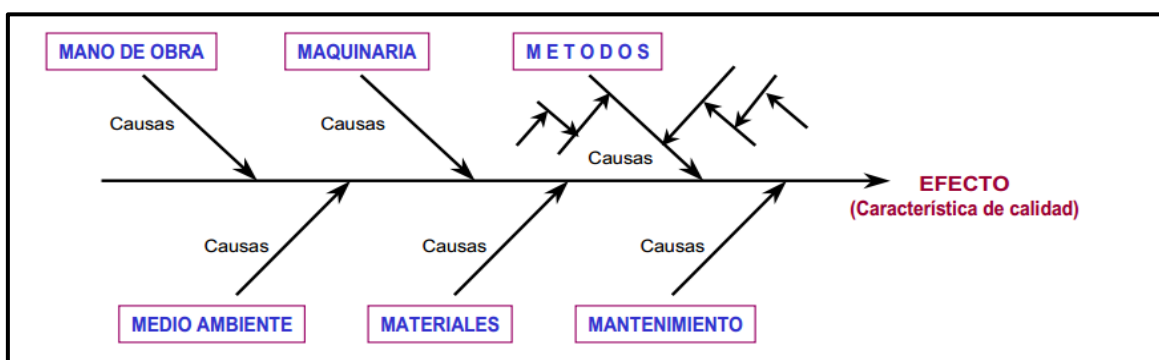 MANO DE OBRA
MAQUINARIA
M E T O D O S
Causas
Causas
Causas
EFECTO
(Característica de calidad)
Causas
Causas
Causas
MEDIO AMBIENTE
MATERIALES
MANTENIMIENTO